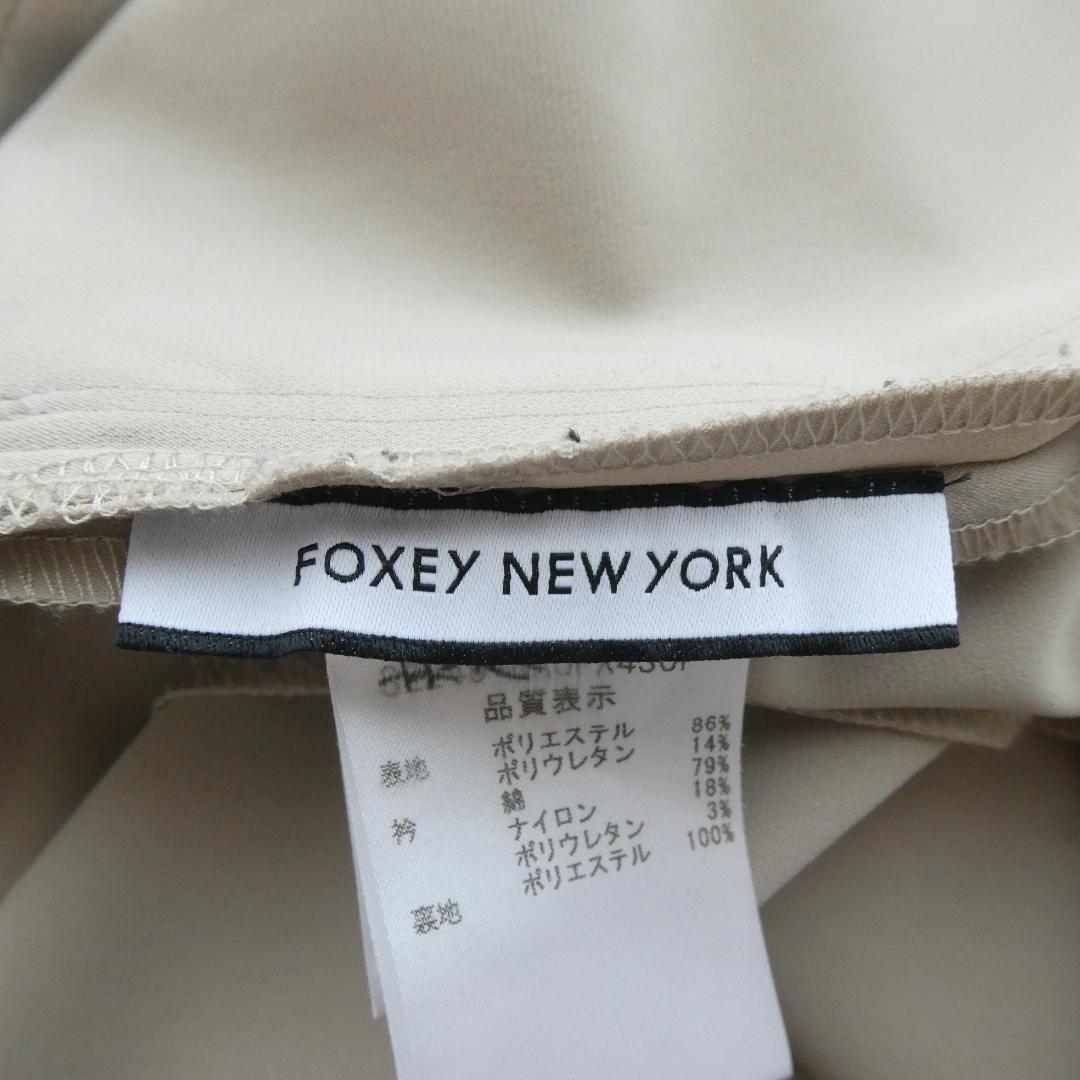 FOXEY NEW YORK
品質表示
表地 ポリエステル 86%
ポリウレタン 14%
衿 綿 79%
ナイロン 18%
ポリウレタン 3%
裏地 ポリエステル 100%